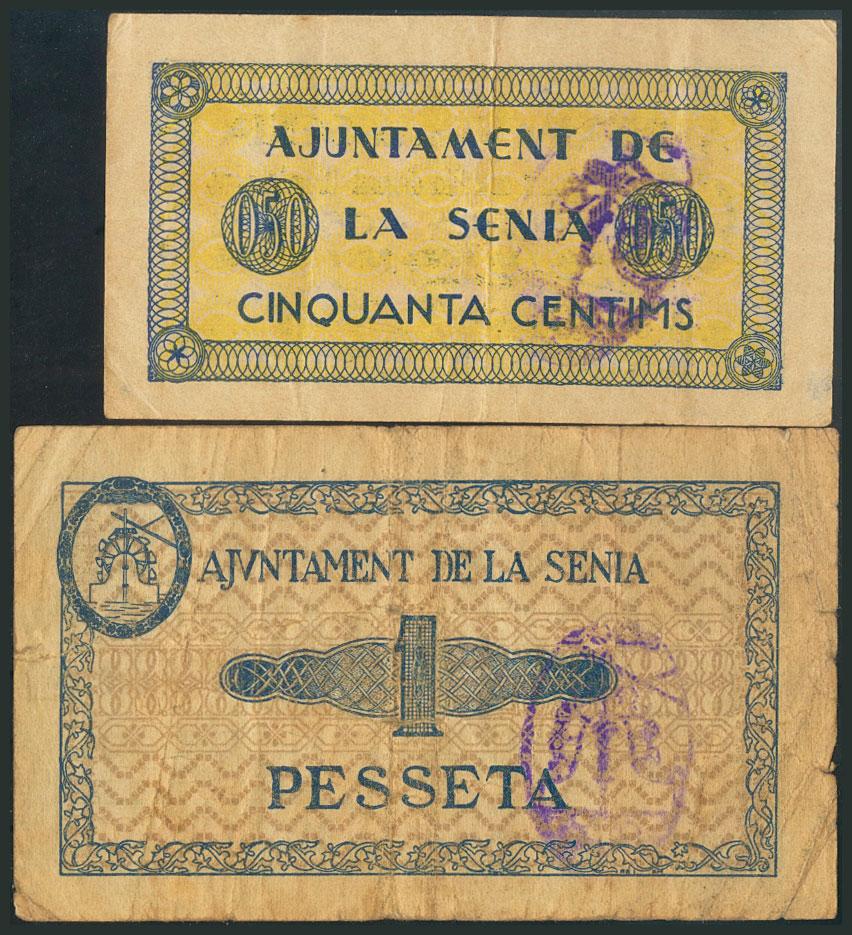 AJUNTAMENT DE
0'50 LA SENIA 0'50
CINQUANTA CENTIMS
AJVNTAMENT DE LA SENIA
1
PESSETA